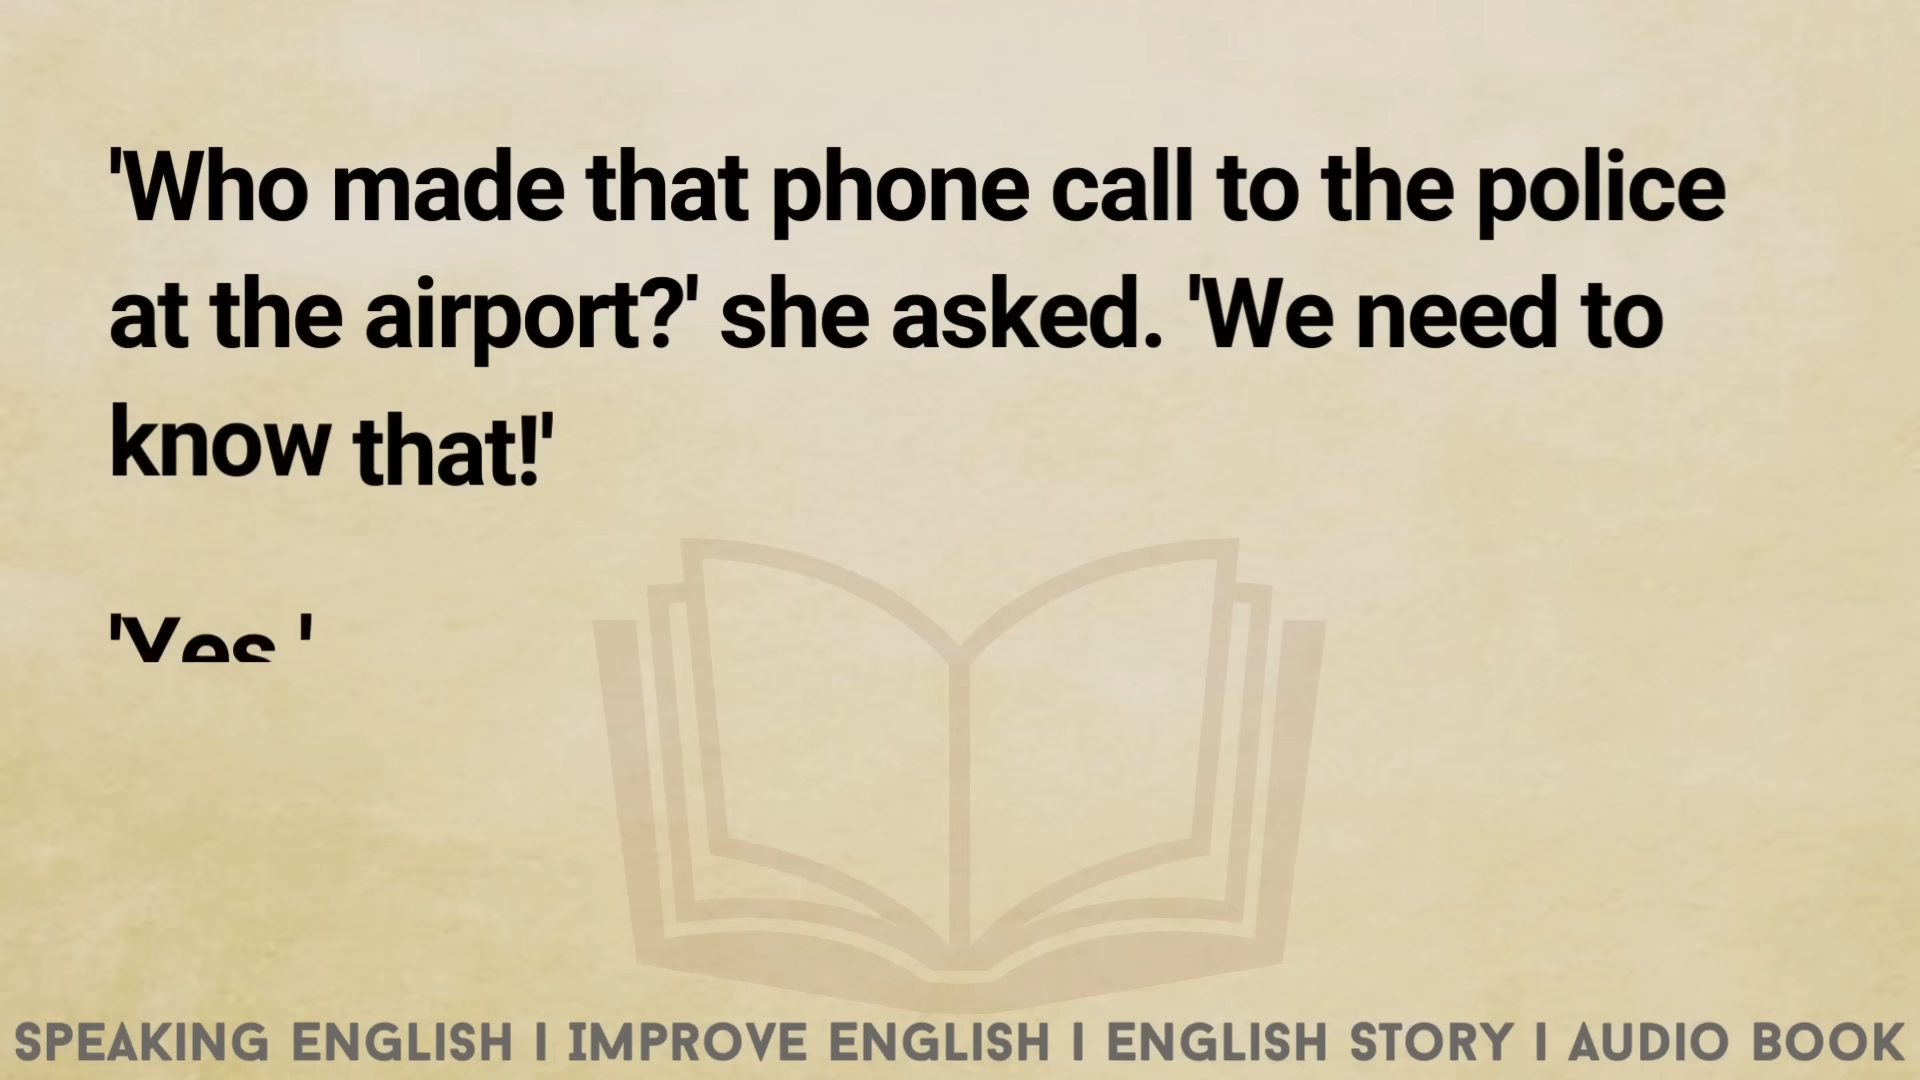 'Who made that phone call to the police
at the airport?' she asked. 'We need to
know that!'
'Yes.'
SPEAKING ENGLISH I IMPROVE ENGLISH I ENGLISH STORY I AUDIO BOOK